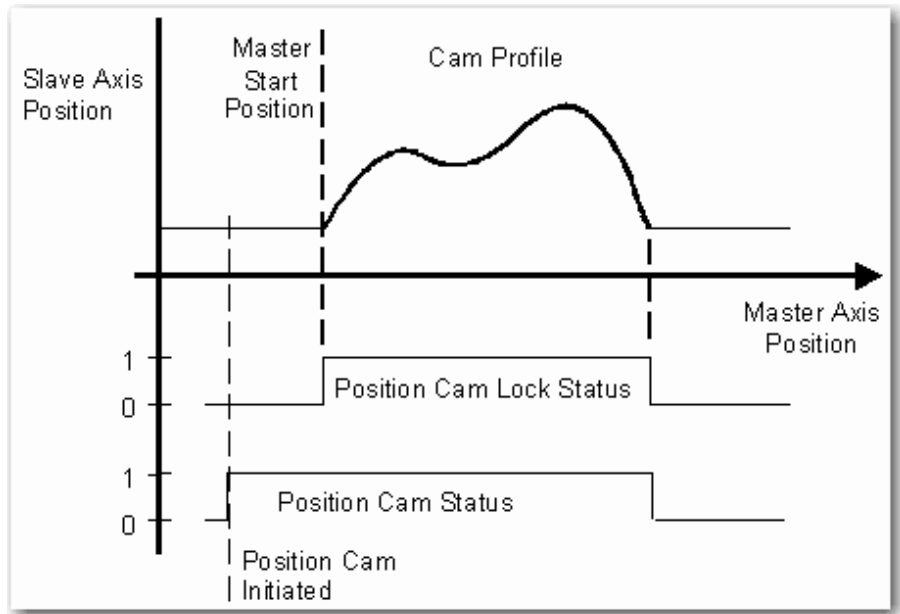 Slave Axis
Position
Master
Start
Position
Cam Profile
Master Axis
Position
1
0
Position Cam Lock Status
1
0
Position Cam Status
Position Cam
Initiated